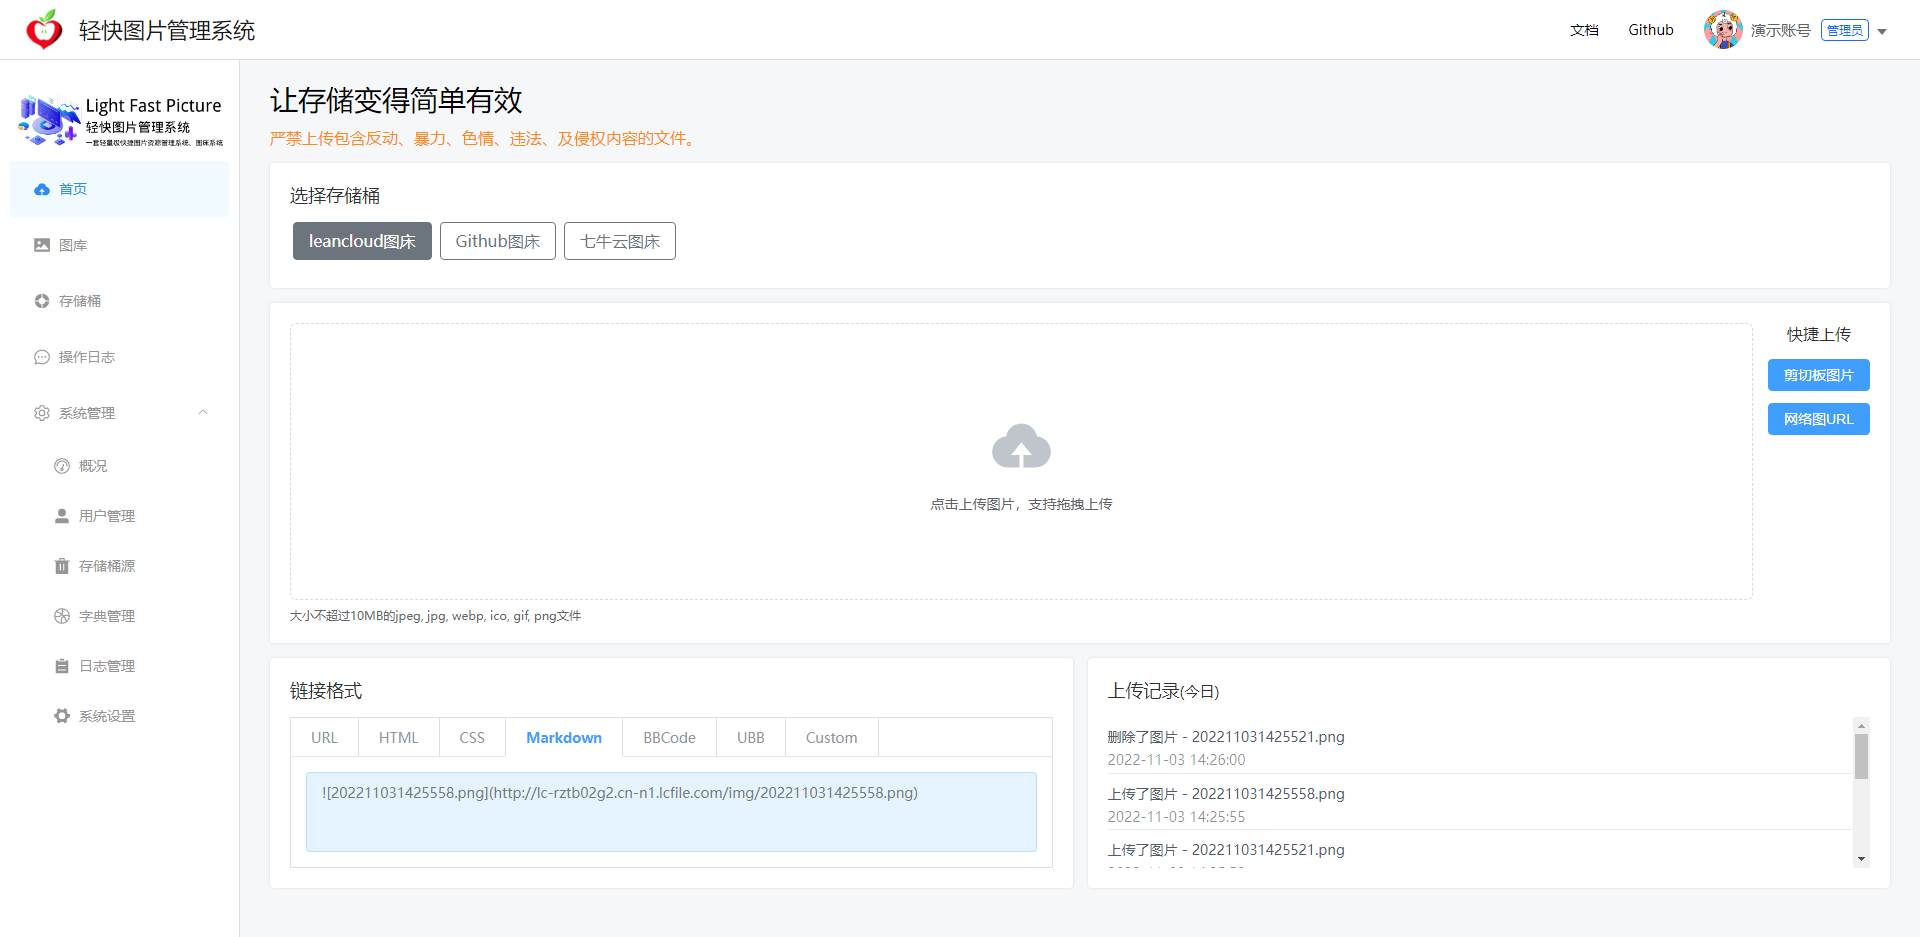 轻快图片管理系统
文档 Github 演示账号 管理员
Light Fast Picture
轻快图片管理系统
一套轻量级快捷图片资源管理系统、图床系统
首页
图库
存储桶
操作日志
系统管理
概况
用户管理
存储桶源
字典管理
日志管理
系统设置
让存储变得简单有效
严禁上传包含反动、暴力、色情、违法、及侵权内容的文件。
选择存储桶
leancloud图床 Github图床 七牛云图床
点击上传图片，支持拖拽上传
大小不超过10MB的jpeg, jpg, webp, ico, gif, png文件
快捷上传
剪切板图片
网络图URL
链接格式
URL HTML CSS Markdown BBCode UBB Custom
![202211031425558.png](http://lc-rztb02g2.cn-n1.lcfile.com/img/202211031425558.png)
上传记录(今日)
删除了图片 - 202211031425521.png
2022-11-03 14:26:00
上传了图片 - 202211031425558.png
2022-11-03 14:25:55
上传了图片 - 202211031425521.png